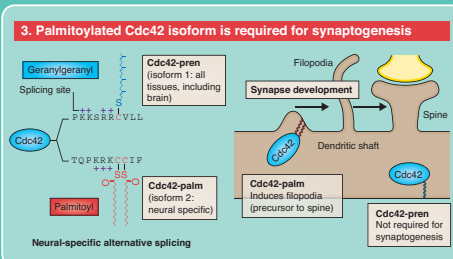 3. Palmitoylated Cdc42 isoform is required for synaptogenesis
Geranylgeranyl
Splicing site
Cdc42-pren
(isoform 1: all
tissues, including
brain)
S
++ ++
PKKSRRCVLL
Cdc42
TQPKRKCCIF
+++
SS
O
O
Palmitoyl
Cdc42-palm
(isoform 2:
neural specific)
Neural-specific alternative splicing
Filopodia
Synapse development
Spine
Dendritic shaft
Cdc42
Cdc42-palm
Induces filopodia
(precursor to spine)
Cdc42
Cdc42-pren
Not required for
synaptogenesis